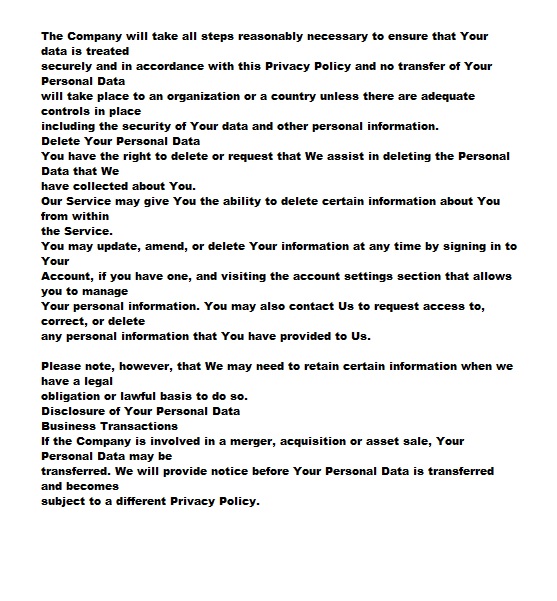 The Company will take all steps reasonably necessary to ensure that Your
data is treated
securely and in accordance with this Privacy Policy and no transfer of Your
Personal Data
will take place to an organization or a country unless there are adequate
controls in place
including the security of Your data and other personal information.
Delete Your Personal Data
You have the right to delete or request that We assist in deleting the Personal
Data that We
have collected about You.
Our Service may give You the ability to delete certain information about You
from within
the Service.
You may update, amend, or delete Your information at any time by signing in to
Your
Account, if you have one, and visiting the account settings section that allows
you to manage
Your personal information. You may also contact Us to request access to,
correct, or delete
any personal information that You have provided to Us.
Please note, however, that We may need to retain certain information when we
have a legal
obligation or lawful basis to do so.
Disclosure of Your Personal Data
Business Transactions
If the Company is involved in a merger, acquisition or asset sale, Your
Personal Data may be
transferred. We will provide notice before Your Personal Data is transferred
and becomes
subject to a different Privacy Policy.